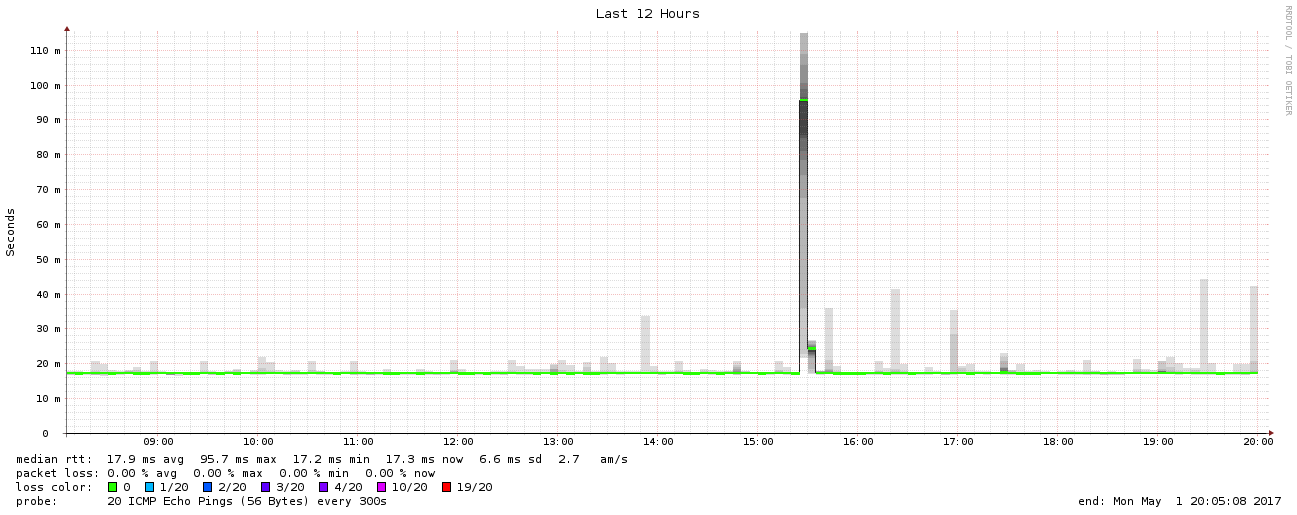 Last 12 Hours
RRDTOOL / TOBI OETIKER
Seconds
110 m
100 m
90 m
80 m
70 m
60 m
50 m
40 m
30 m
20 m
10 m
0
09:00 10:00 11:00 12:00 13:00 14:00 15:00 16:00 17:00 18:00 19:00 20:00
median rtt: 17.9 ms avg 95.7 ms max 17.2 ms min 17.3 ms now 6.6 ms sd 2.7 am/s
packet loss: 0.00 % avg 0.00 % max 0.00 % min 0.00 % now
loss color: 0 1/20 2/20 3/20 4/20 10/20 19/20
probe: 20 ICMP Echo Pings (56 Bytes) every 300s end: Mon May 1 20:05:08 2017